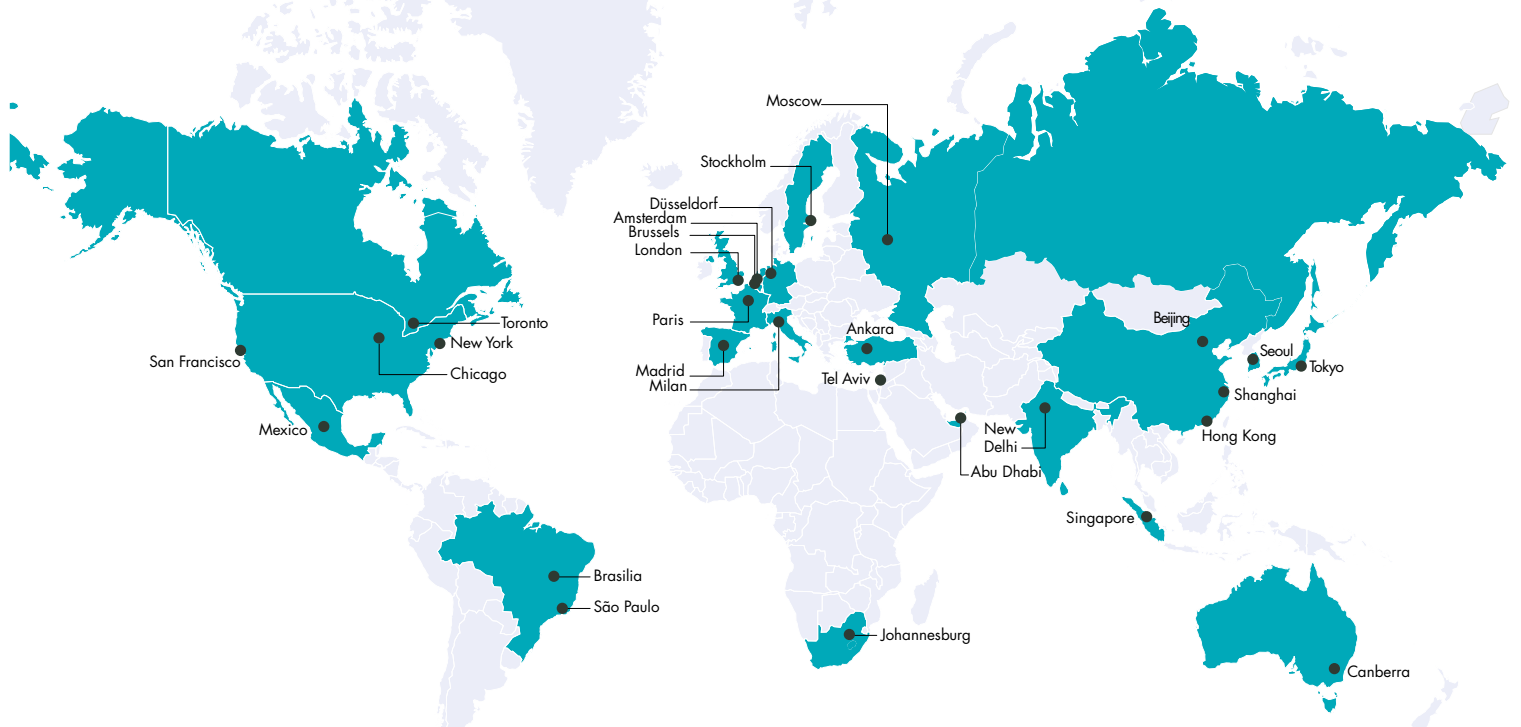 Moscow
Stockholm
Düsseldorf
Amsterdam
Brussels
London
Paris
Madrid
Milan
Ankara
Tel Aviv
Toronto
New York
San Francisco
Chicago
Mexico
Beijing
Seoul
Tokyo
Shanghai
Hong Kong
New
Delhi
Abu Dhabi
Singapore
Brasilia
São Paulo
Johannesburg
Canberra